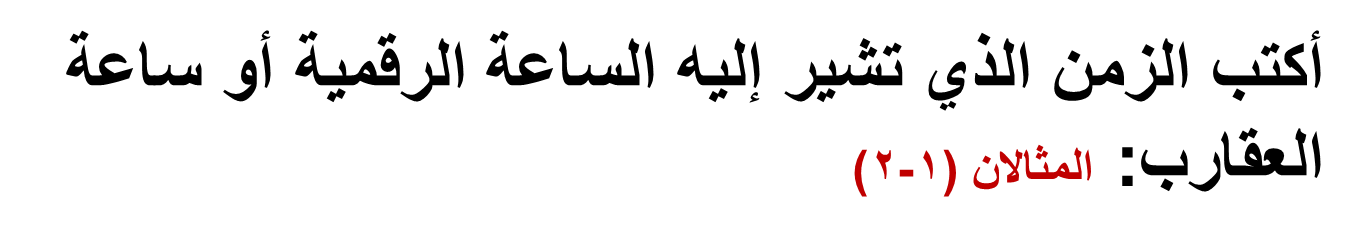 أكتب الزمن الذي تشير إليه الساعة الرقمية أو ساعة
العقارب: المثالان (١-٢)